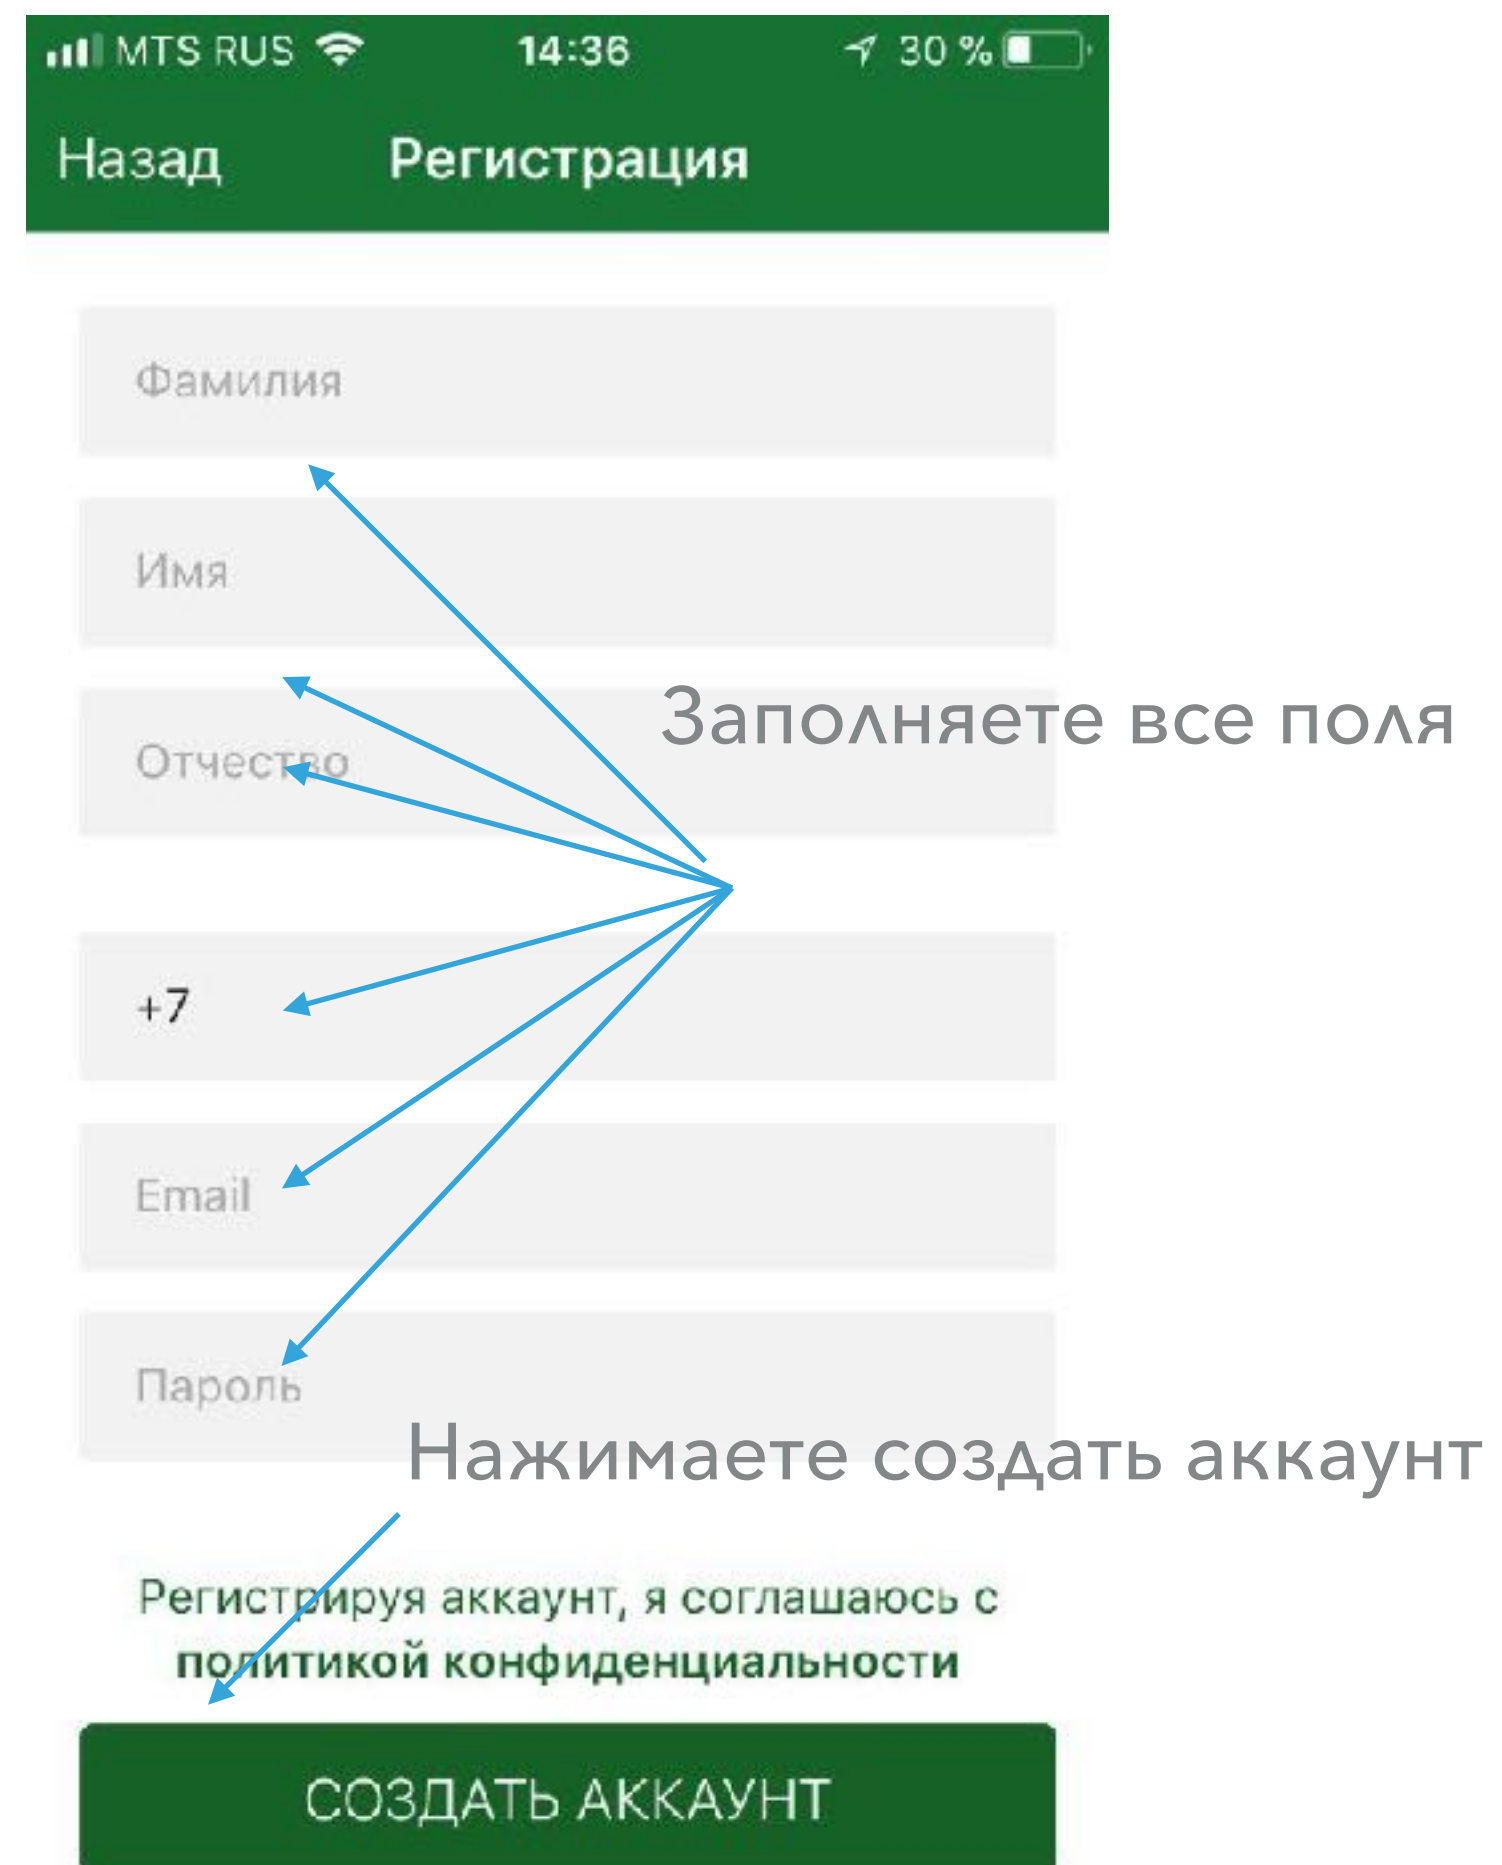 MTS RUS 14:36 30 %
Назад Регистрация
Фамилия
Имя
Заполняете все поля
Отчество
+7
Email
Пароль
Нажимаете создать аккаунт
Регистрируя аккаунт, я соглашаюсь с
политикой конфиденциальности
СОЗДАТЬ АККАУНТ